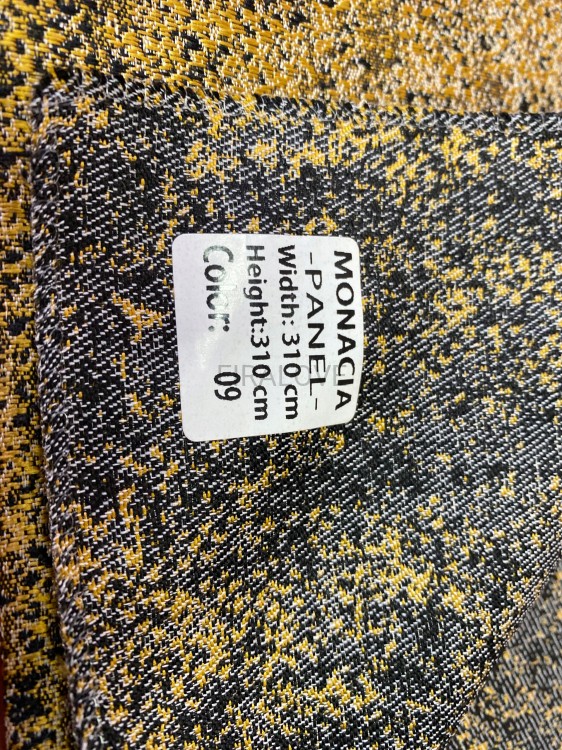 MONACIA
-PANEL-
Width: 310 cm
Height:310 cm
Color: 09